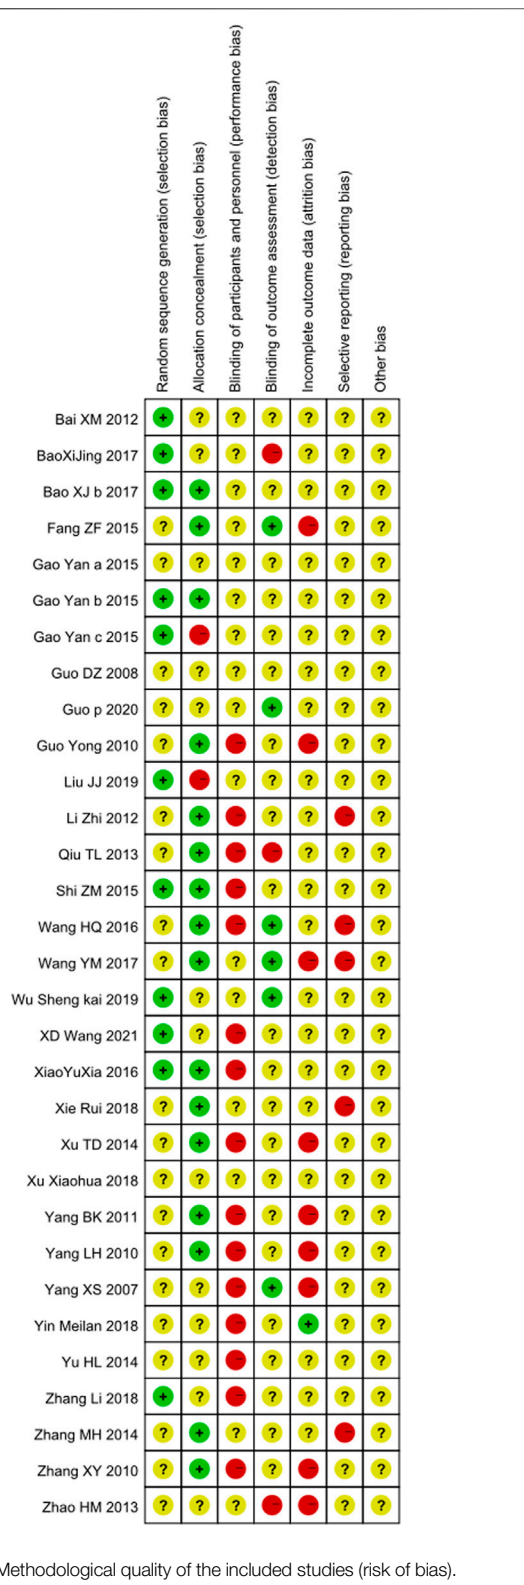 Random sequence generation (selection bias)
Allocation concealment (selection bias)
Blinding of participants and personnel (performance bias)
Blinding of outcome assessment (detection bias)
Incomplete outcome data (attrition bias)
Selective reporting (reporting bias)
Other bias
Bai XM 2012 + ? ? ? ? ? ?
BaoXiJing 2017 + ? ? - ? ? ?
Bao XJ b 2017 + + ? ? ? ? ?
Fang ZF 2015 ? + ? + - ? ?
Gao Yan a 2015 ? ? ? ? ? ? ?
Gao Yan b 2015 + + ? ? ? ? ?
Gao Yan c 2015 + - ? ? ? ? ?
Guo DZ 2008 ? ? ? ? ? ? ?
Guo p 2020 ? ? ? + ? ? ?
Guo Yong 2010 ? + - ? - ? ?
Liu JJ 2019 + - ? ? ? ? ?
Li Zhi 2012 ? + - ? ? - ?
Qiu TL 2013 ? + - - ? ? ?
Shi ZM 2015 + + - ? ? ? ?
Wang HQ 2016 ? + - + ? - ?
Wang YM 2017 ? + ? + - - ?
Wu Sheng kai 2019 + ? ? + ? ? ?
XD Wang 2021 + ? - ? ? ? ?
XiaoYuXia 2016 + + - ? ? ? ?
Xie Rui 2018 ? + ? ? ? - ?
Xu TD 2014 ? + - ? - ? ?
Xu Xiaohua 2018 ? ? ? ? ? ? ?
Yang BK 2011 ? + - ? - ? ?
Yang LH 2010 ? + - ? - ? ?
Yang XS 2007 ? ? - + - ? ?
Yin Meilan 2018 ? ? - ? + ? ?
Yu HL 2014 ? ? - ? ? ? ?
Zhang Li 2018 + ? - ? ? ? ?
Zhang MH 2014 ? + ? ? ? - ?
Zhang XY 2010 ? + - ? - ? ?
Zhao HM 2013 ? ? ? - - ? ?
Methodological quality of the included studies (risk of bias).